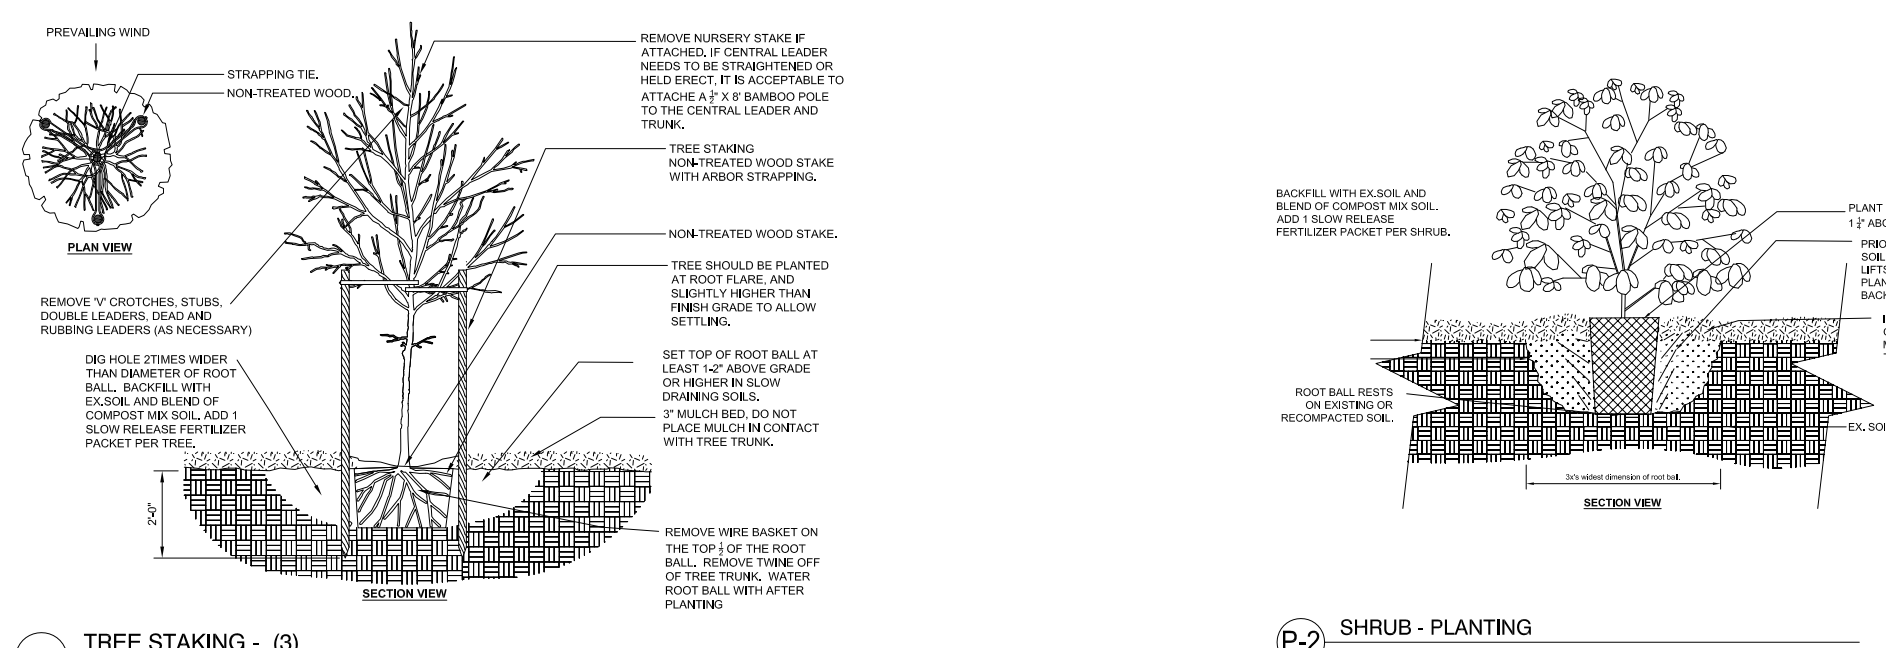 PREVAILING WIND
STRAPPING TIE.
NON-TREATED WOOD.
PLAN VIEW
REMOVE NURSERY STAKE IF
ATTACHED. IF CENTRAL LEADER
NEEDS TO BE STRAIGHTENED OR
HELD ERECT, IT IS ACCEPTABLE TO
ATTACHE A ½" X 8' BAMBOO POLE
TO THE CENTRAL LEADER AND
TRUNK.
TREE STAKING
NON-TREATED WOOD STAKE
WITH ARBOR STRAPPING.
NON-TREATED WOOD STAKE.
TREE SHOULD BE PLANTED
AT ROOT FLARE, AND
SLIGHTLY HIGHER THAN
FINISH GRADE TO ALLOW
SETTLING.
REMOVE 'V' CROTCHES, STUBS,
DOUBLE LEADERS, DEAD AND
RUBBING LEADERS (AS NECESSARY)
DIG HOLE 2TIMES WIDER
THAN DIAMETER OF ROOT
BALL. BACKFILL WITH
EX.SOIL AND BLEND OF
COMPOST MIX SOIL. ADD 1
SLOW RELEASE FERTILIZER
PACKET PER TREE.
SET TOP OF ROOT BALL AT
LEAST 1-2" ABOVE GRADE
OR HIGHER IN SLOW
DRAINING SOILS.
3" MULCH BED, DO NOT
PLACE MULCH IN CONTACT
WITH TREE TRUNK.
2'-0"
REMOVE WIRE BASKET ON
THE TOP ½ OF THE ROOT
BALL. REMOVE TWINE OFF
OF TREE TRUNK. WATER
ROOT BALL WITH AFTER
PLANTING
SECTION VIEW
TREE STAKING - (3)
BACKFILL WITH EX.SOIL AND
BLEND OF COMPOST MIX SOIL.
ADD 1 SLOW RELEASE
FERTILIZER PACKET PER SHRUB.
PLANT
PRIO
SOIL
LIFTS
PLAN
BACK
ROOT BALL RESTS
ON EXISTING OR
RECOMPACTED SOIL.
EX. SOI
3x's widest dimension of root ball.
SECTION VIEW
P-2
SHRUB - PLANTING